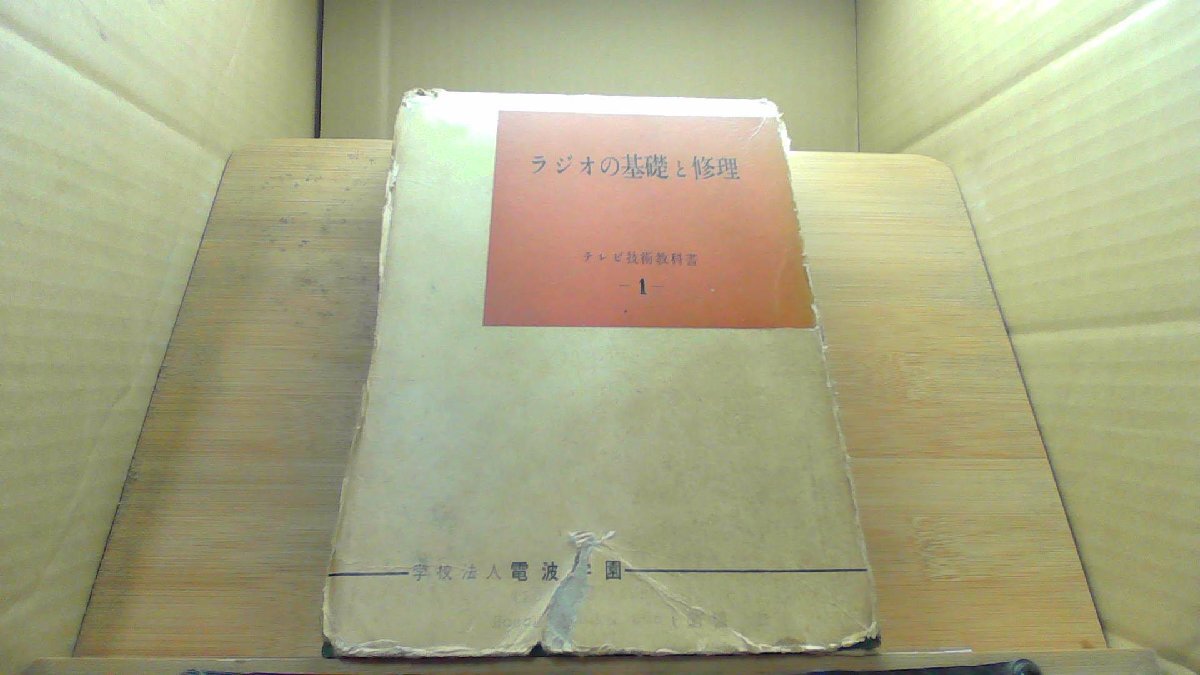 ラジオの基礎と修理
テレビ技術教科書
-1-
学校法人電波 園